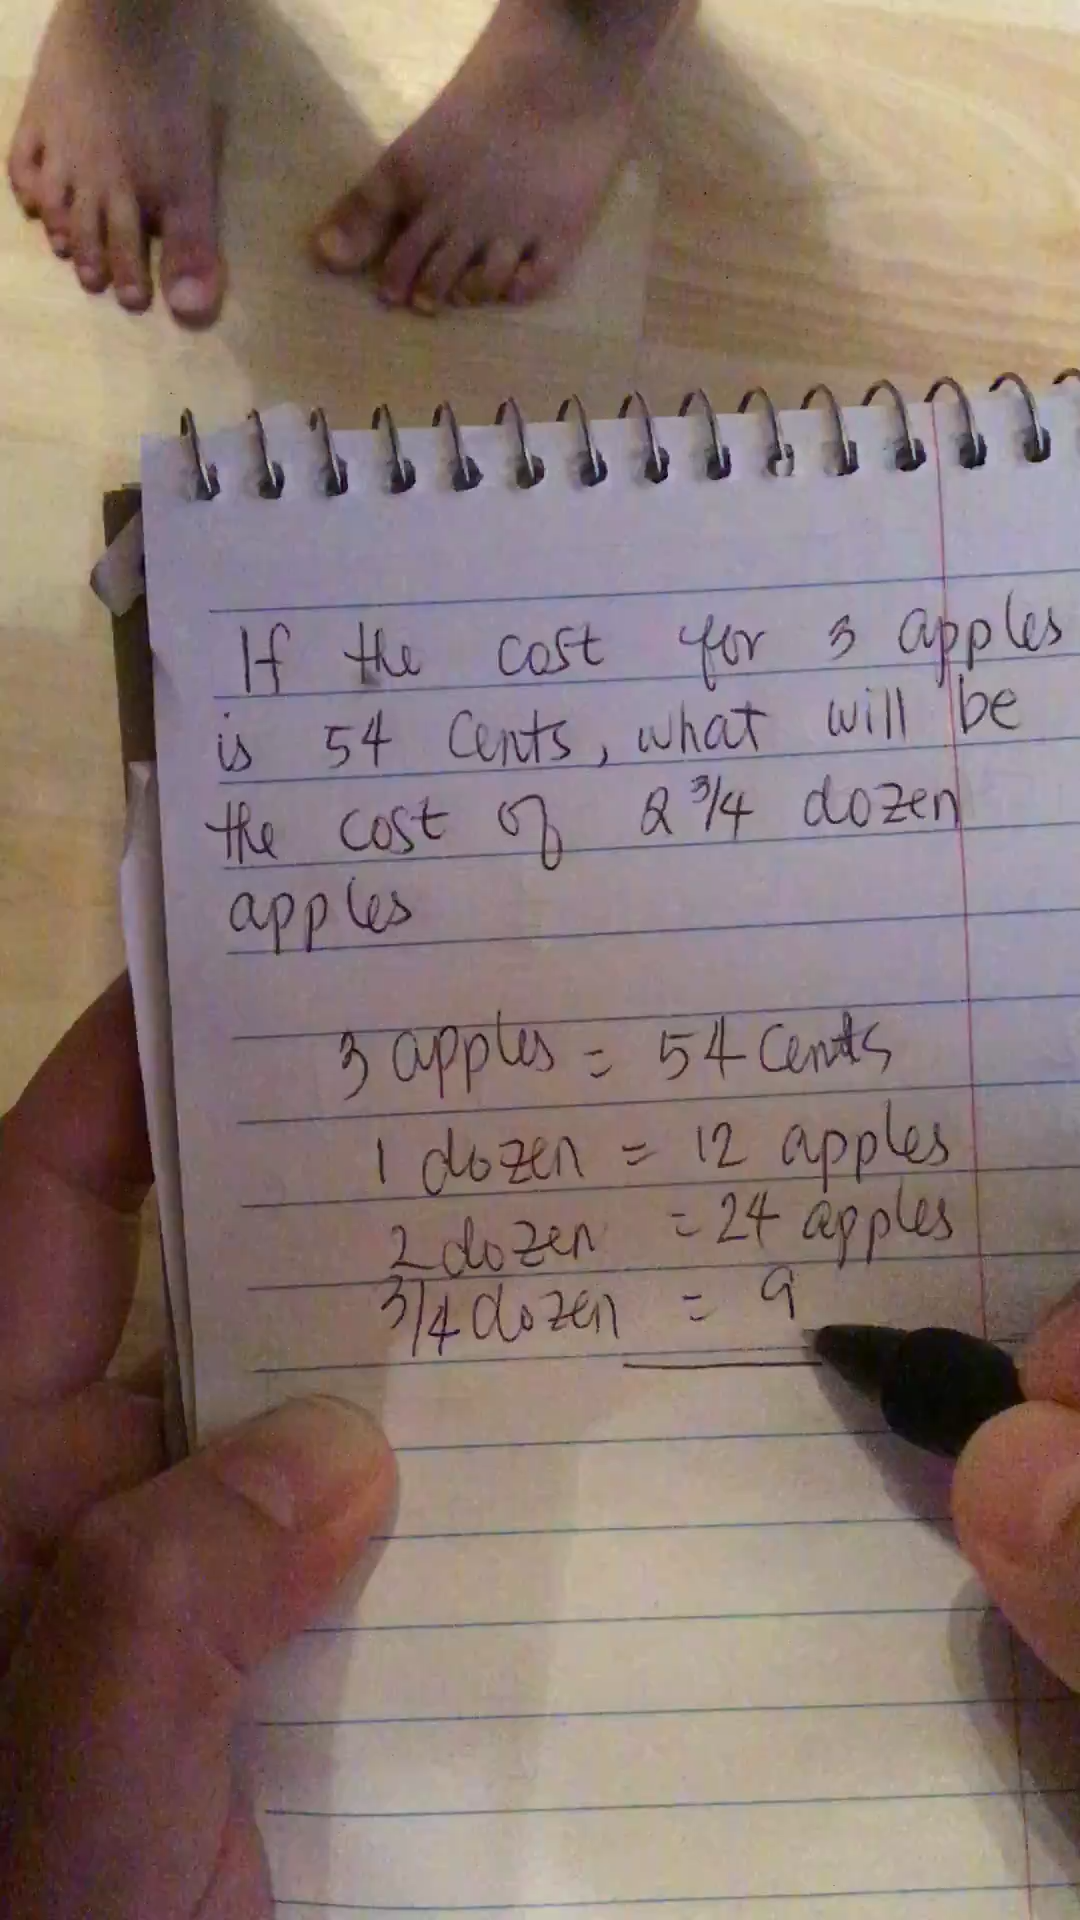 If the cost for 3 apples
is 54 Cents, what will be
the cost of 2 3/4 dozen
apples
3 apples = 54 Cents
1 dozen = 12 apples
2 dozen = 24 apples
3/4 dozen = 9